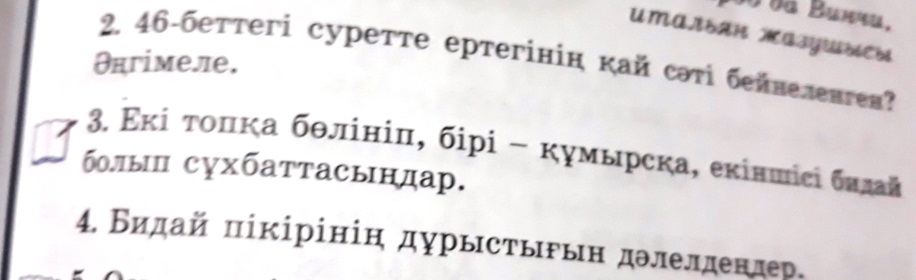 да Винчи,
итальян жазушысы
2. 46-беттегі суретте ертегінің қай сәті бейнеленген?
Әңгімеле.
3. Екі топқа бөлініп, бірі – құмырсқа, екіншісі бидай
болып сұхбаттасыңдар.
4. Бидай пікірінің дұрыстығын дәлелдеңдер.